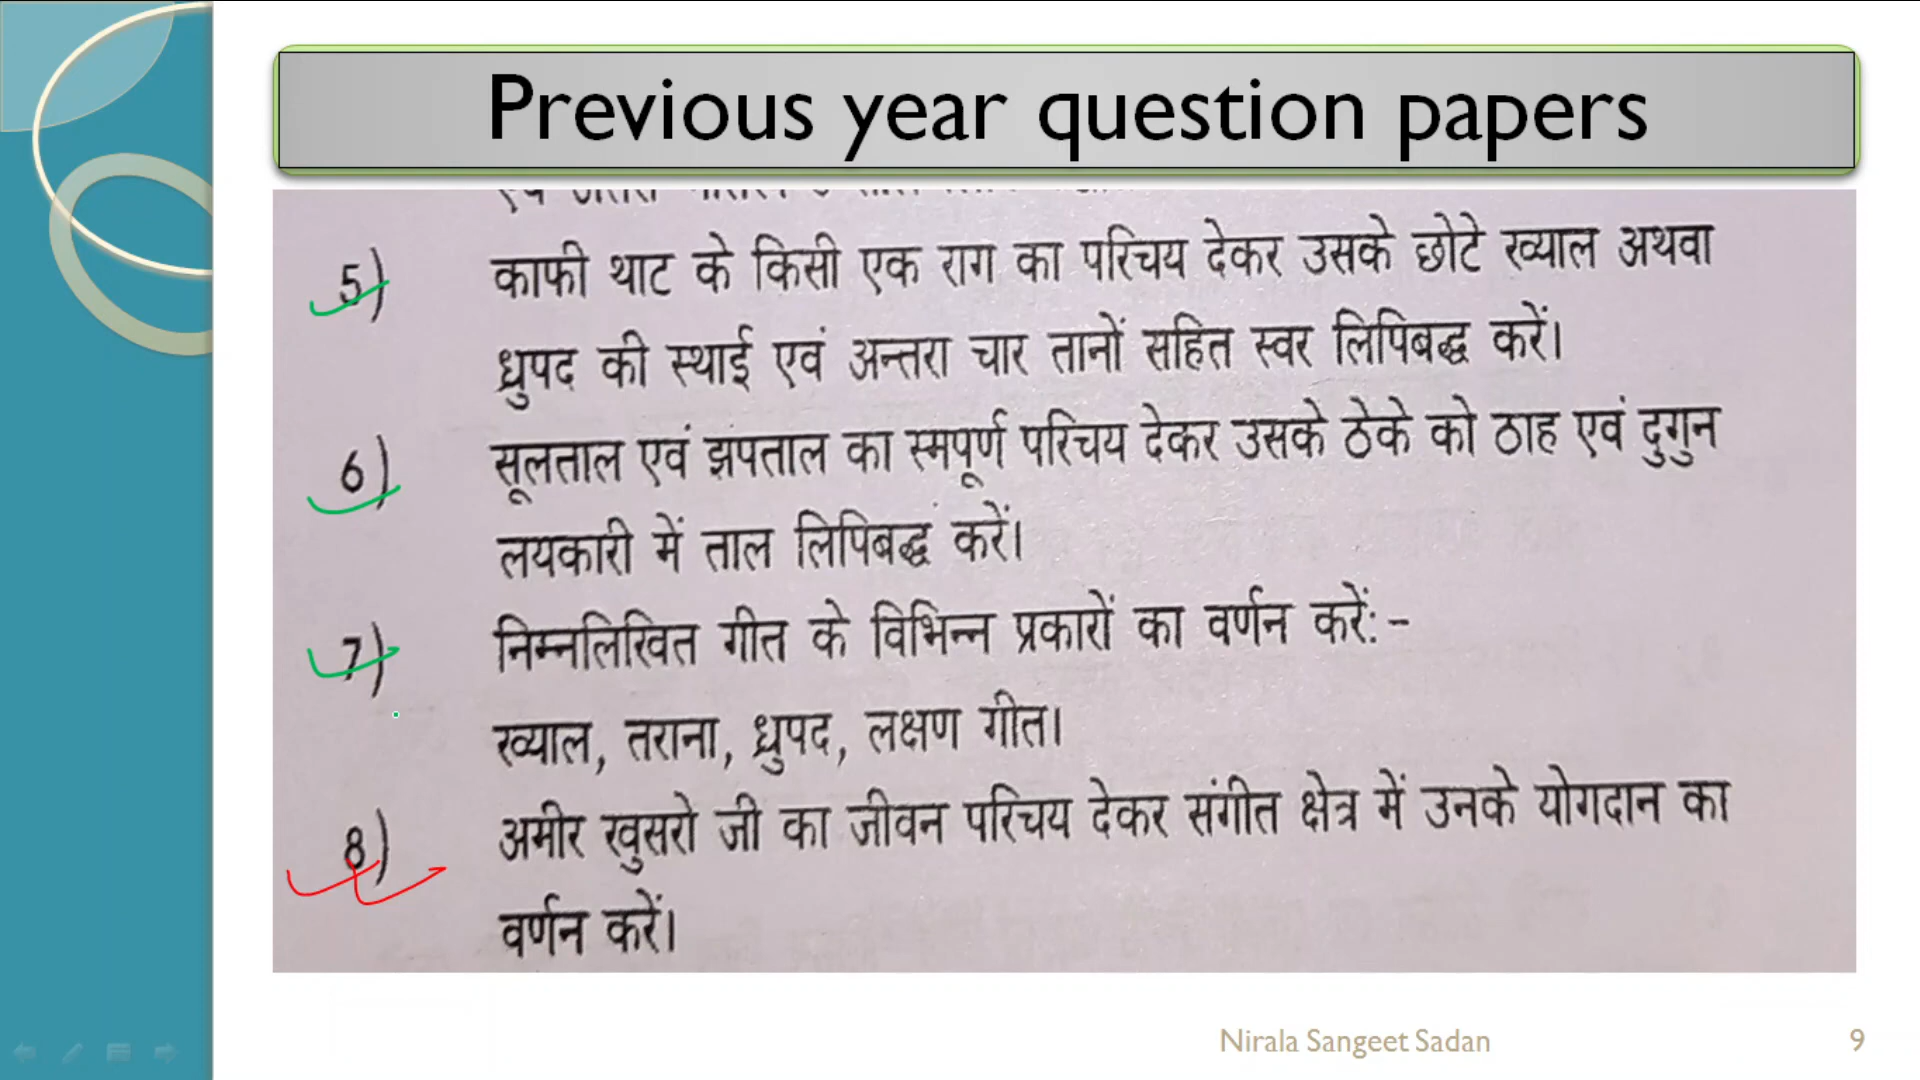 Previous year question papers
5) काफी थाट के किसी एक राग का परिचय देकर उसके छोटे ख्याल अथवा
ध्रुपद की स्थाई एवं अन्तरा चार तानों सहित स्वर लिपिबद्ध करें।
6) सूलताल एवं झपताल का स्मपूर्ण परिचय देकर उसके ठेके को ठाह एवं दुगुन
लयकारी में ताल लिपिबद्ध करें।
7) निम्नलिखित गीत के विभिन्न प्रकारों का वर्णन करें:-
ख्याल, तराना, ध्रुपद, लक्षण गीत।
8) अमीर खुसरो जी का जीवन परिचय देकर संगीत क्षेत्र में उनके योगदान का
वर्णन करें।
Nirala Sangeet Sadan 9